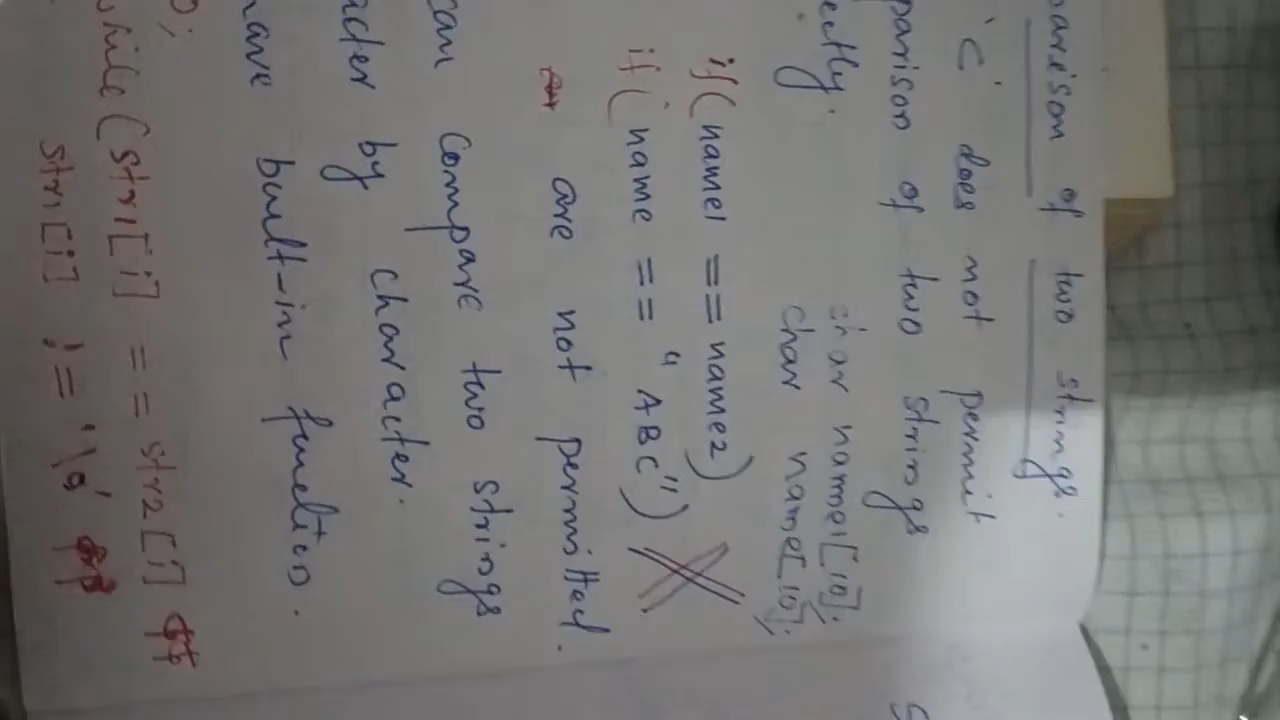 parison of two strings.
'C' does not permit
parison of two strings
ectly.
char name1[10];
char name[10];
if(name1 == name2)
if(name == "ABC")
are not permitted.
can compare two strings
acter by character.
have built-in function.
0;
while(str1[i] == str2[i] &&
str1[i] != '\0' &&